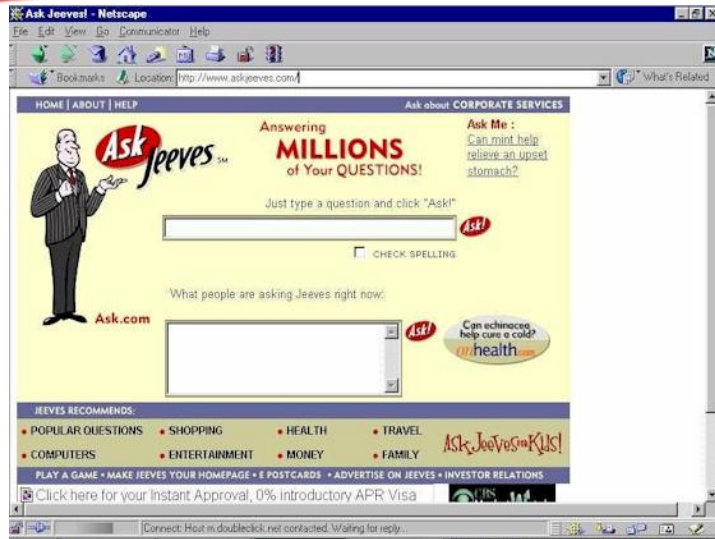 Ask Jeeves! - Netscape
File Edit View Go Communicator Help
Bookmarks Location: http://www.askjeeves.com/ What's Related
HOME | ABOUT | HELP Ask about CORPORATE SERVICES
Ask Jeeves SM
Answering
MILLIONS
of Your QUESTIONS!
Ask Me :
Can mint help
relieve an upset
stomach?
Just type a question and click "Ask!"
Ask!
CHECK SPELLING
What people are asking Jeeves right now:
Ask.com
Ask!
Can echinacea
help cure a cold?
onhealth.com
JEEVES RECOMMENDS:
• POPULAR QUESTIONS • SHOPPING • HEALTH • TRAVEL
• COMPUTERS • ENTERTAINMENT • MONEY • FAMILY
Ask Jeeves for Kids!
PLAY A GAME • MAKE JEEVES YOUR HOMEPAGE • E POSTCARDS • ADVERTISE ON JEEVES • INVESTOR RELATIONS
Click here for your Instant Approval, 0% introductory APR Visa
CBS
Connect: Host m.doubleclick.net contacted. Waiting for reply...